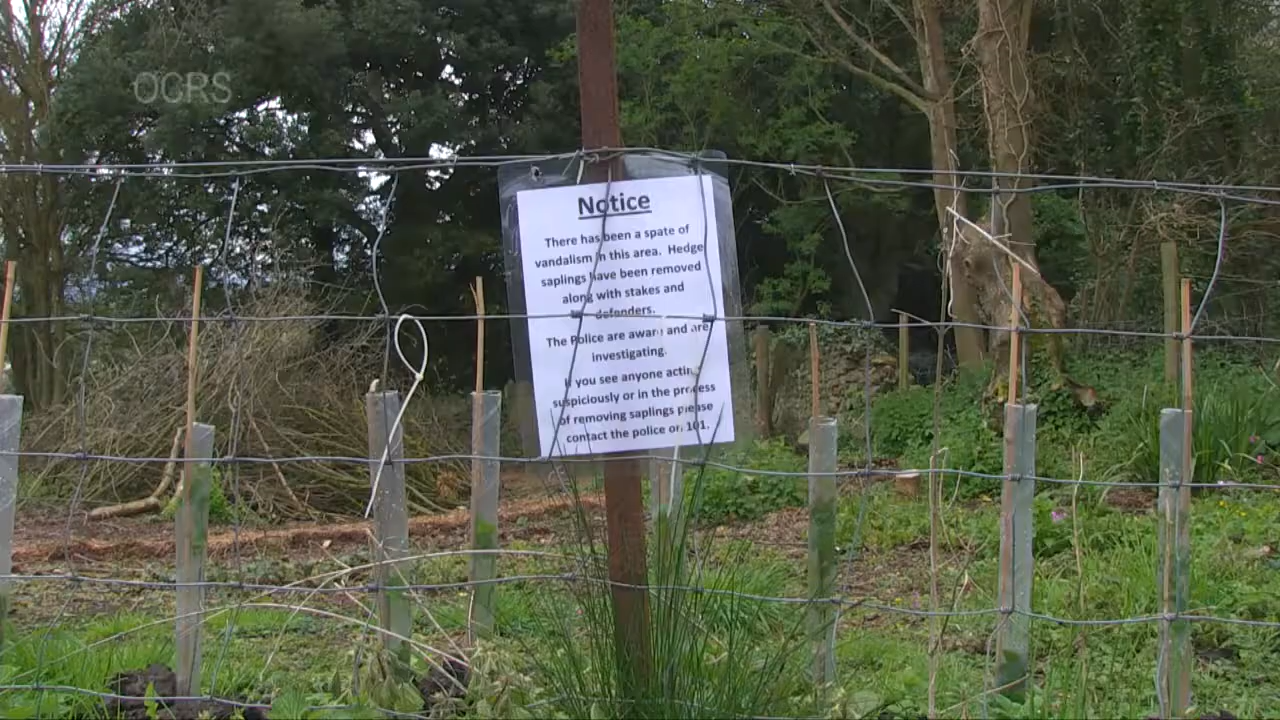 OCRS
Notice
There has been a spate of
vandalism in this area. Hedge
saplings have been removed
along with stakes and
defenders.
The Police are aware and are
investigating.
If you see anyone acting
suspiciously or in the process
of removing saplings please
contact the police on 101.